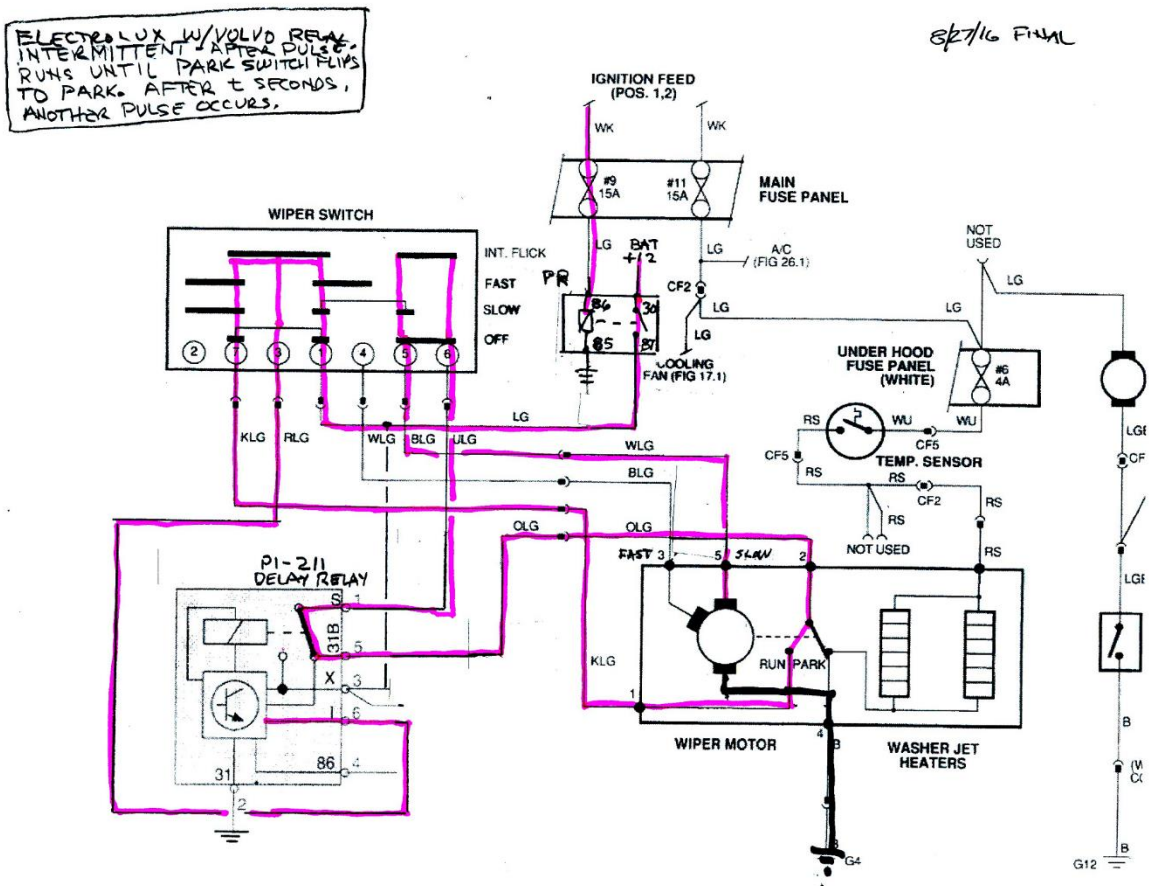 ELECTROLUX W/VOLVO RELAY
INTERMITTENT - AFTER PULSE,
RUNS UNTIL PARK SWITCH FLIPS
TO PARK. AFTER t SECONDS,
ANOTHER PULSE OCCURS.
8/27/16 FINAL
IGNITION FEED
(POS. 1,2)
WK
WK
#9
15A
#11
15A
MAIN
FUSE PANEL
WIPER SWITCH
INT. FLICK
FAST
SLOW
OFF
2
7
3
1
4
5
6
LG
BAT
+12
PR
86
30
85
87
LG
A/C
(FIG 26.1)
CF2
LG
LG
COOLING
FAN (FIG 17.1)
NOT
USED
LG
LG
UNDER HOOD
FUSE PANEL
(WHITE)
#6
4A
RS
WU
WU
CF5
CF5
TEMP. SENSOR
RS
RS
CF2
RS
RS
NOT USED
RS
LG
KLG
RLG
WLG
BLG
ULG
WLG
BLG
OLG
OLG
P1-211
DELAY RELAY
S
1
31B
5
X
3
I
6
86
4
31
2
FAST 3
5 SLOW
2
RUN
PARK
KLG
1
4
B
WIPER MOTOR
WASHER JET
HEATERS
B
G4
LGE
CF
LGE
B
(W
CO
B
G12